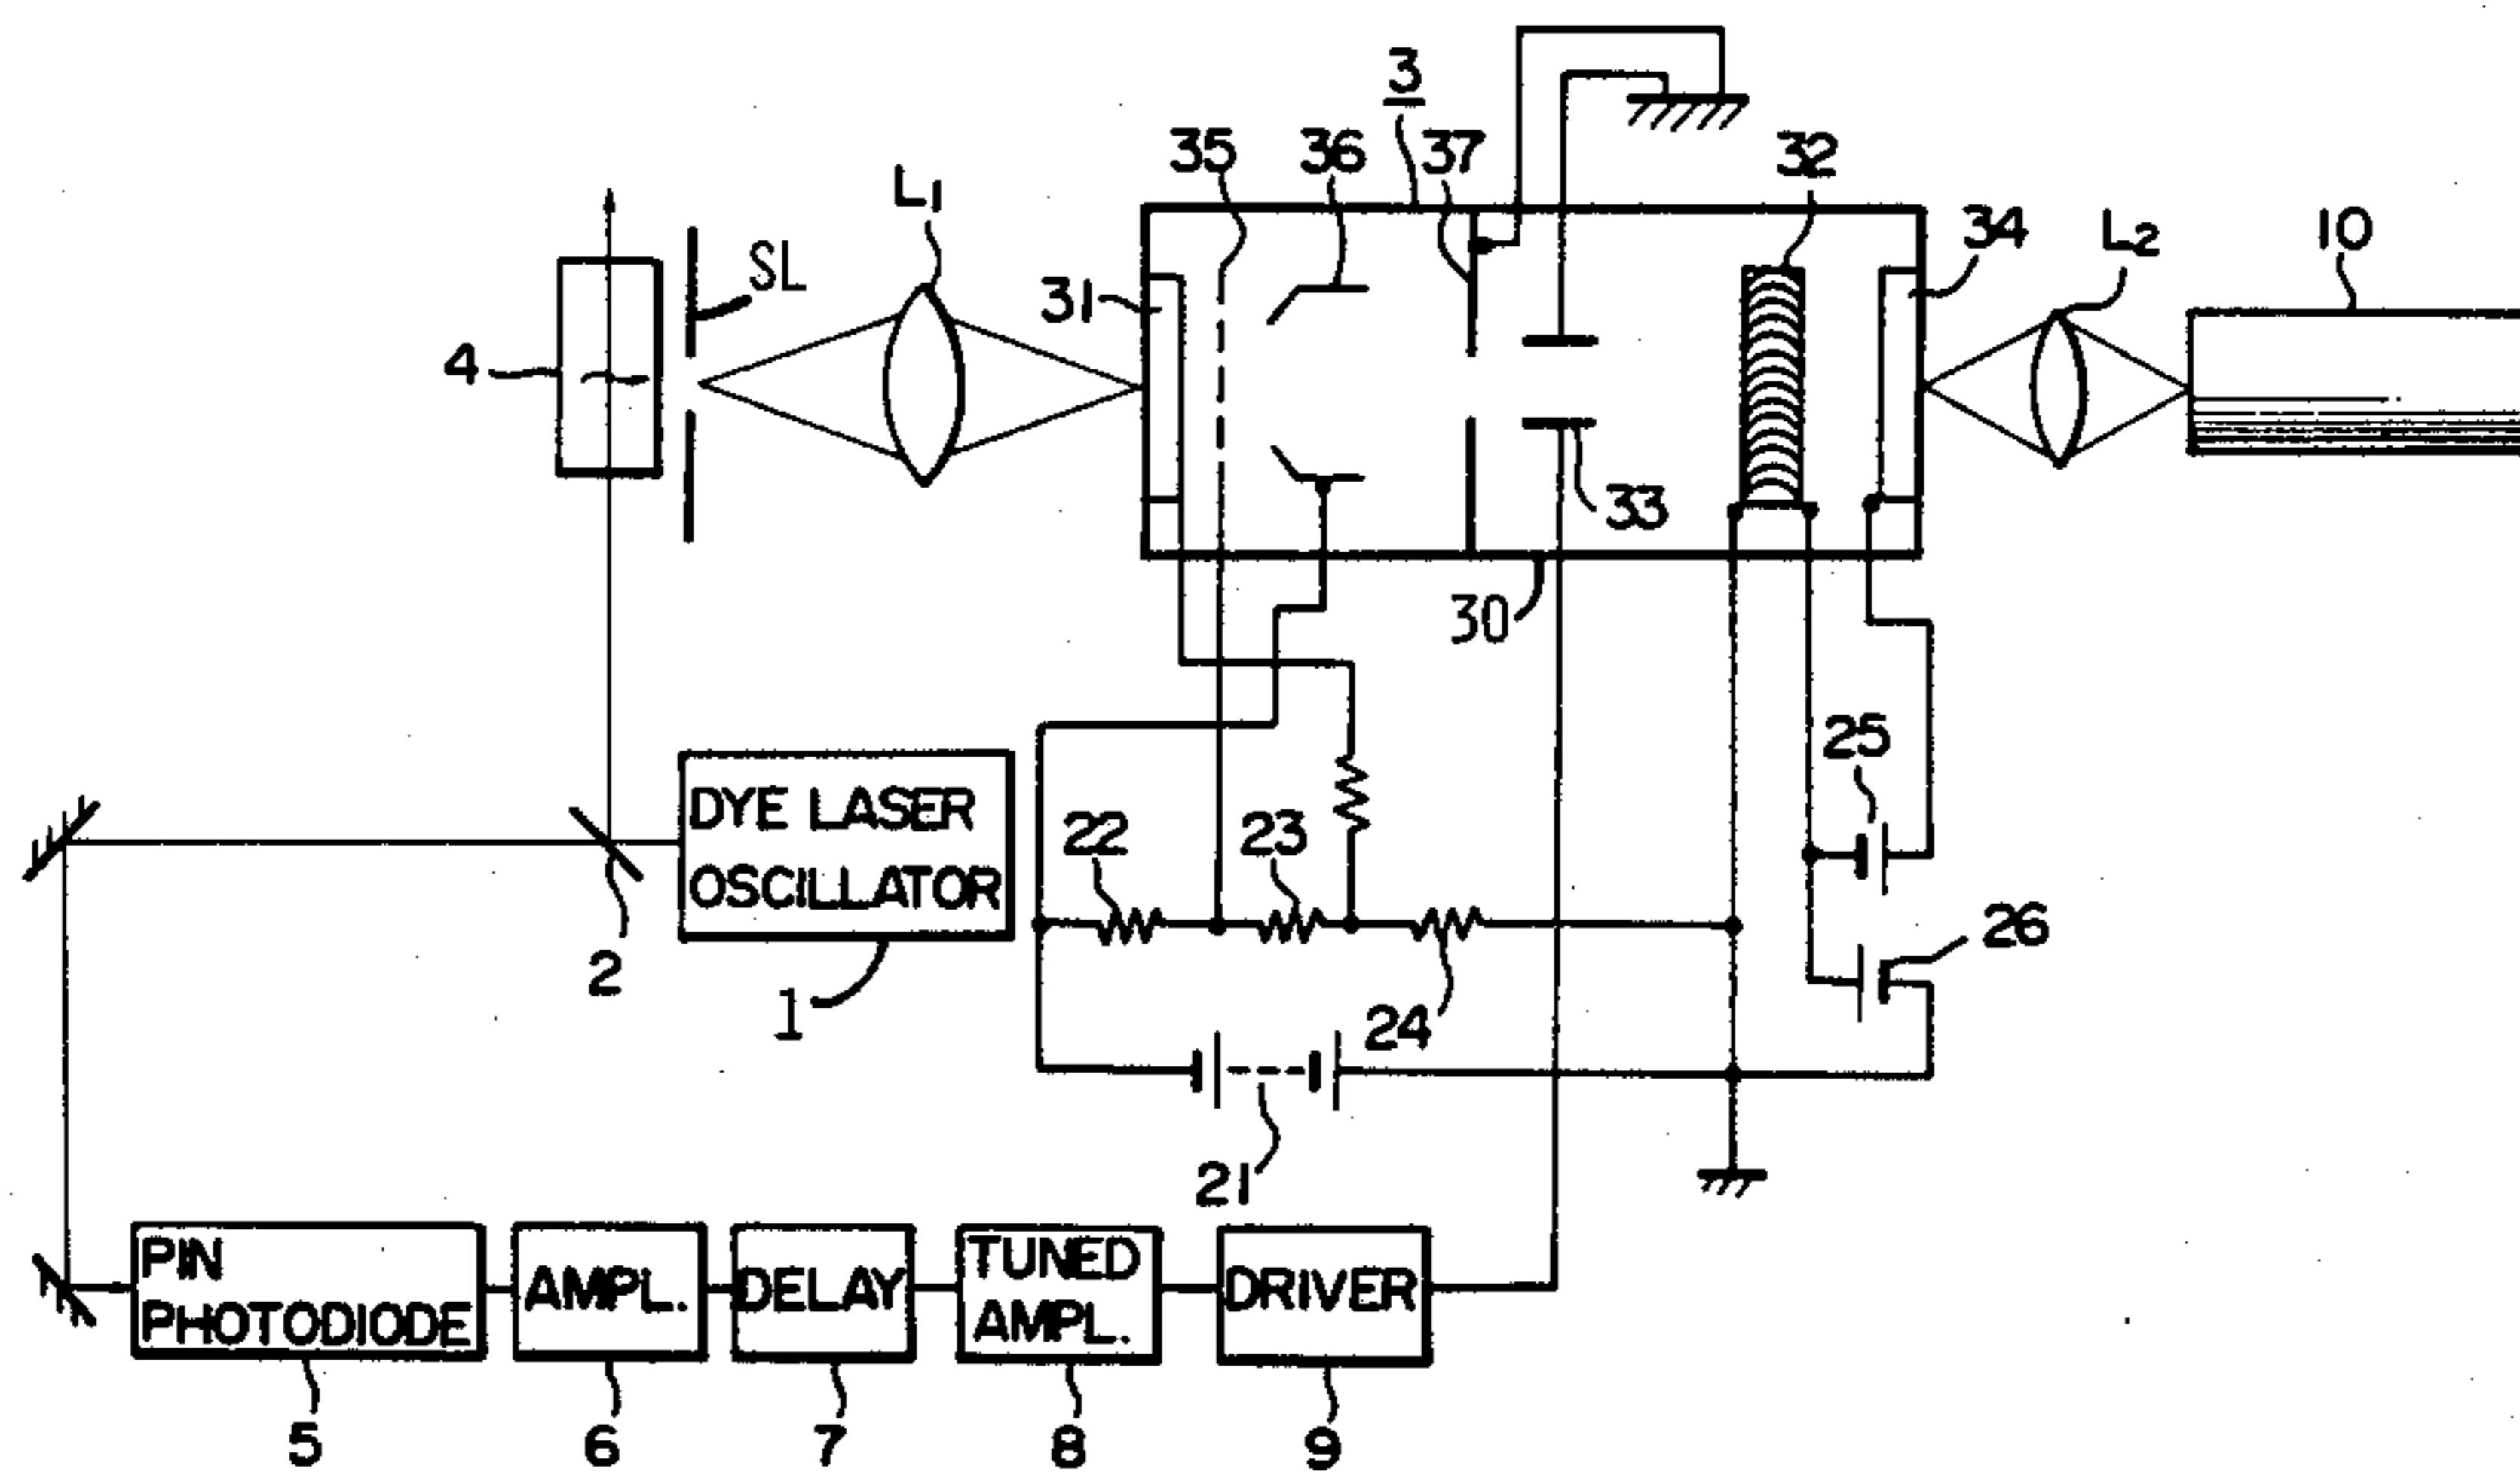 3
35
36
37
32
L1
SL
34
L2
10
31
4
33
30
25
DYE LASER
OSCILLATOR
22
23
26
2
1
24
21
PIN
PHOTODIODE
AMPL.
DELAY
TUNED
AMPL.
DRIVER
5
6
7
8
9